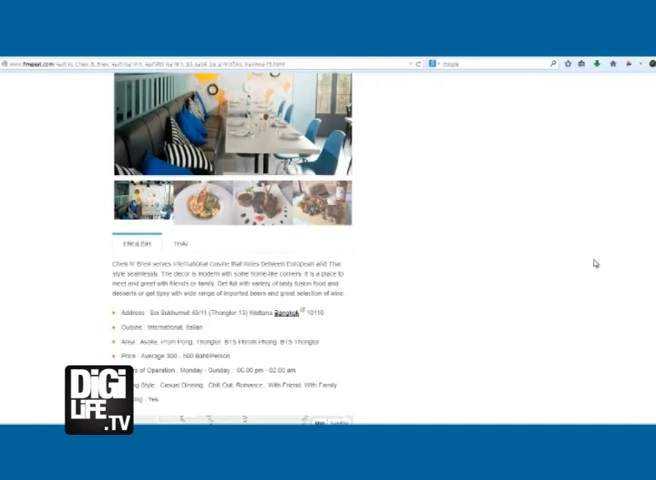 Google
ENGLISH THAI
Chew N' Brew serves international cuisine that mixes between European and Thai
style seamlessly. The decor is modern with some home-like corners. It is a place to
meet and greet with friends or family. Get full with variety of tasty fusion food and
desserts or get tipsy with wide range of imported beers and great selection of wine.
Address : Soi Sukhumvit (Thonglor 13) Wattana Bangkok 10110
Cuisine : International, Italian
Area : Asoke, Prom Pong, Thonglor, BTS Phrom Phong, BTS Thonglor
Price : Average 300 - 600 Baht/Person
of Operation : Monday - Sunday : 06.00 pm - 02.00 am
Style : Casual Dinning, Chill Out, Romance, With Friend, With Family
: Yes
DiGi
LiFE
.TV